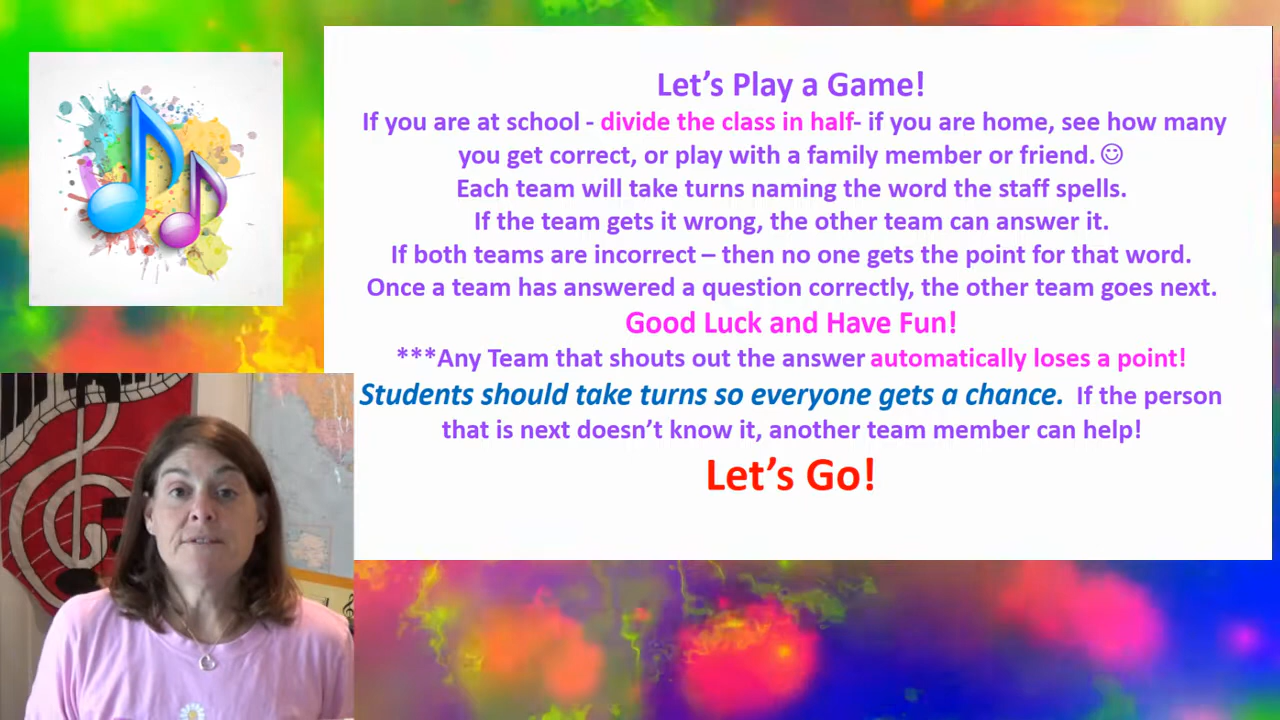 Let's Play a Game!
If you are at school - divide the class in half- if you are home, see how many
you get correct, or play with a family member or friend. ☺
Each team will take turns naming the word the staff spells.
If the team gets it wrong, the other team can answer it.
If both teams are incorrect – then no one gets the point for that word.
Once a team has answered a question correctly, the other team goes next.
Good Luck and Have Fun!
***Any Team that shouts out the answer automatically loses a point!
Students should take turns so everyone gets a chance. If the person
that is next doesn't know it, another team member can help!
Let's Go!